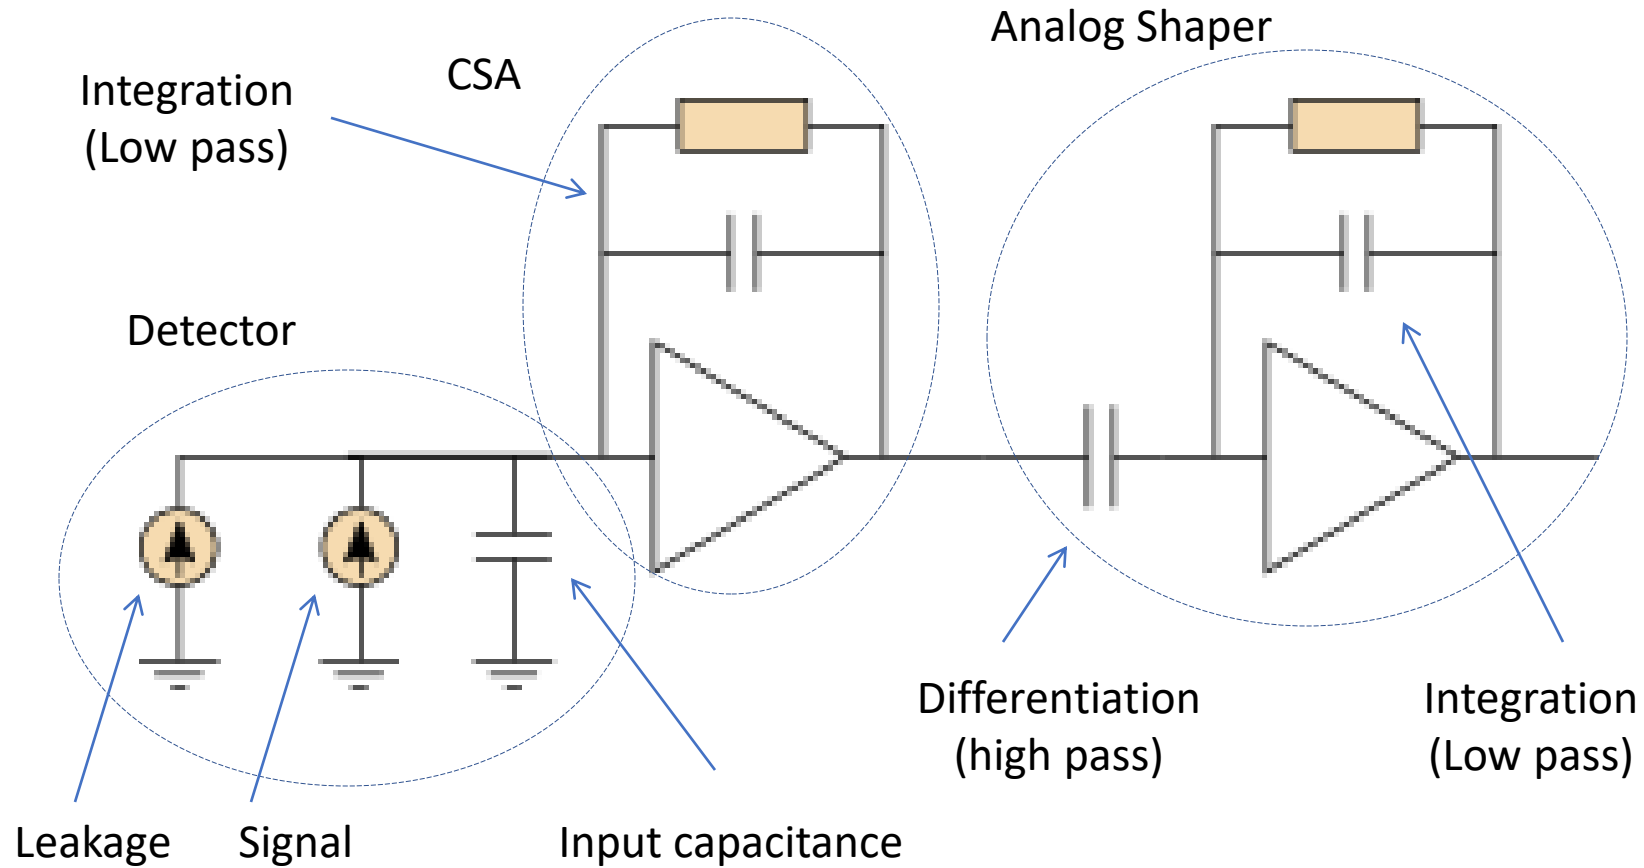 Analog Shaper
CSA
Integration
(Low pass)
Detector
Differentiation
(high pass)
Integration
(Low pass)
Leakage
Signal
Input capacitance